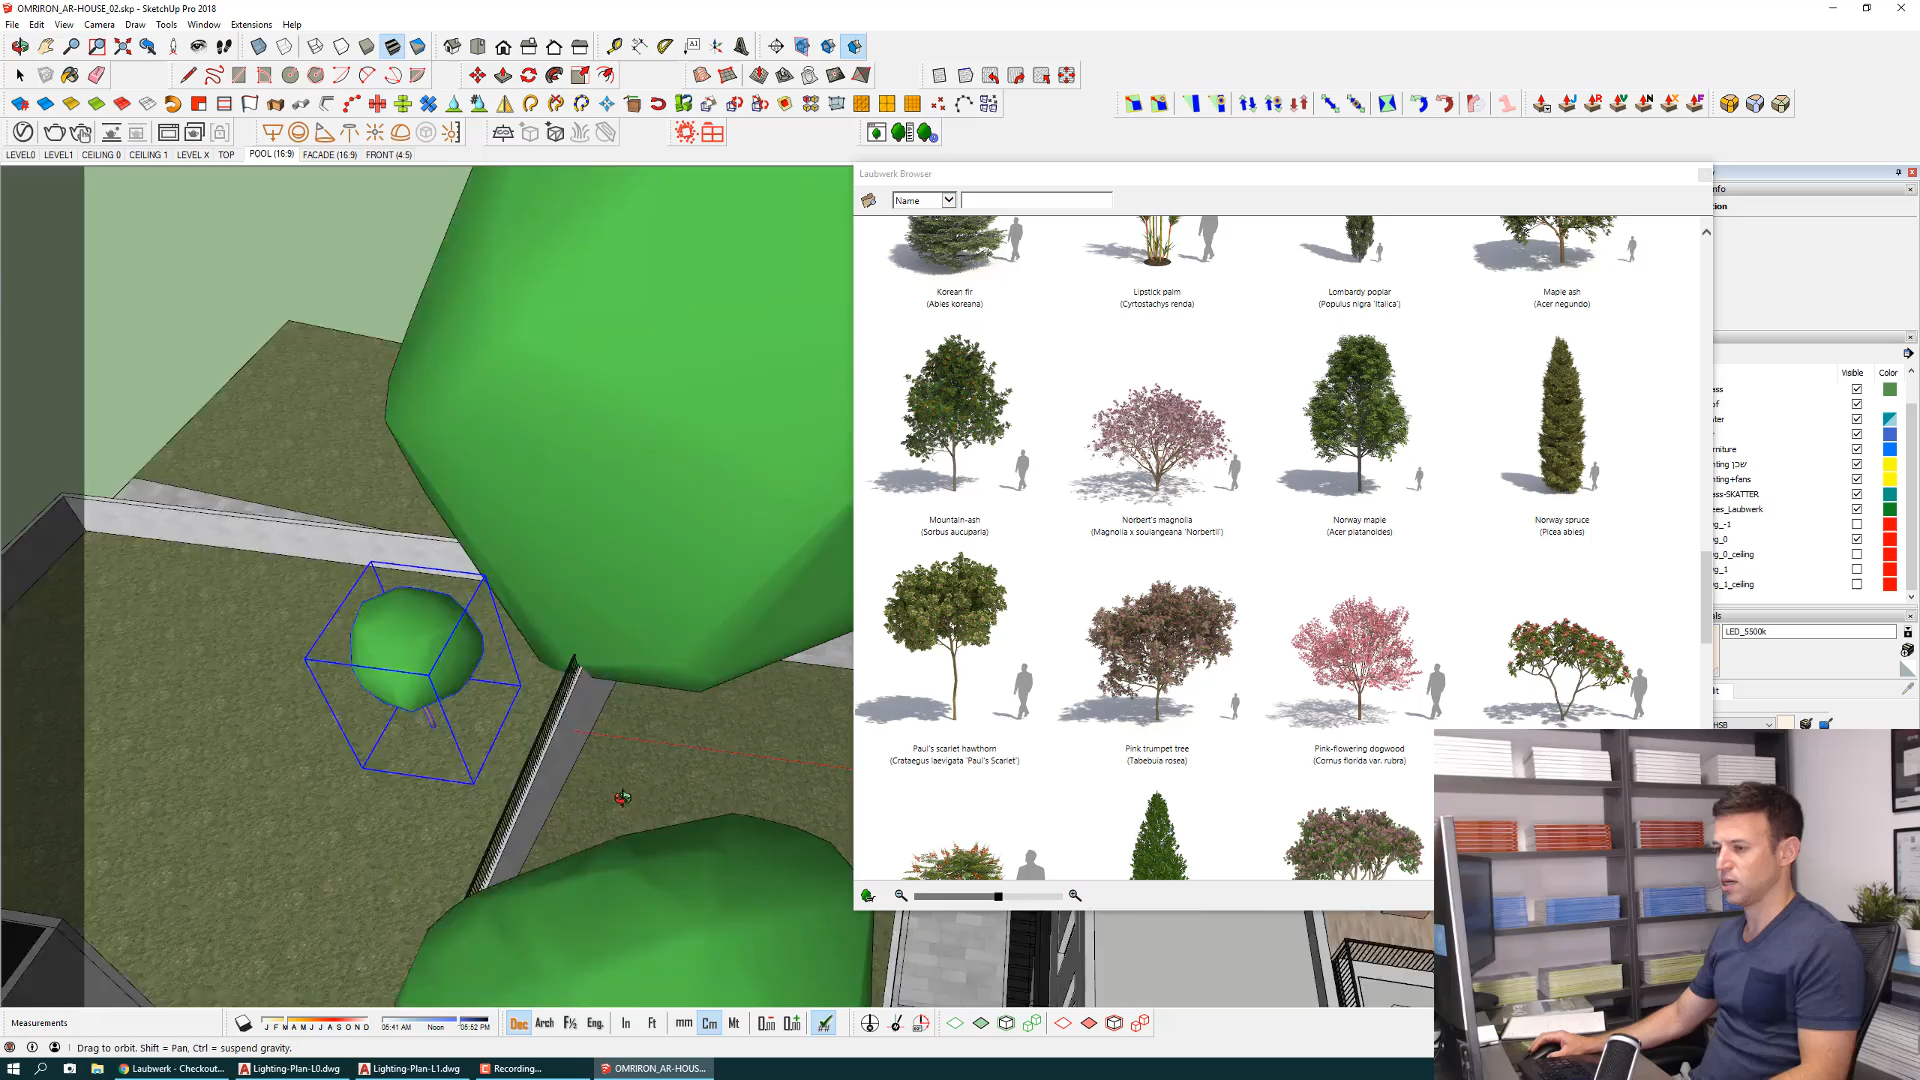 OMRIRON_AR-HOUSE_02.skp - SketchUp Pro 2018
File Edit View Camera Draw Tools Window Extensions Help
LEVEL0 LEVEL1 CEILING 0 CEILING 1 LEVEL X TOP POOL (16:9) FACADE (16:9) FRONT (4:5)
Laubwerk Browser
Name
Korean fir
(Abies koreana)
Lipstick palm
(Cyrtostachys renda)
Lombardy poplar
(Populus nigra 'Italica')
Maple ash
(Acer negundo)
Mountain-ash
(Sorbus aucuparia)
Norbert's magnolia
(Magnolia x soulangeana 'Norbertii')
Norway maple
(Acer platanoides)
Norway spruce
(Picea abies)
Paul's scarlet hawthorn
(Crataegus laevigata 'Paul's Scarlet')
Pink trumpet tree
(Tabebuia rosea)
Pink-flowering dogwood
(Cornus florida var. rubra)
Visible Color
LED_5500k
HSB
Measurements
J F M A M J J A S O N D
05:41 AM Noon 05:52 PM
Dec Arch F½ Eng. In Ft mm Cm Mt
Drag to orbit. Shift = Pan, Ctrl = suspend gravity.
Laubwerk - Checkout...
Lighting-Plan-L0.dwg
Lighting-Plan-L1.dwg
Recording...
OMRIRON_AR-HOUS...